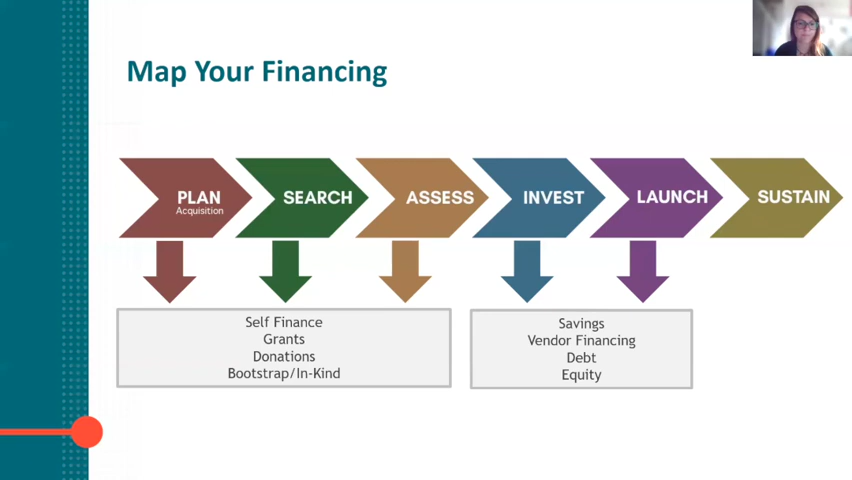 Map Your Financing
PLAN
Acquisition
SEARCH
ASSESS
INVEST
LAUNCH
SUSTAIN
Self Finance
Grants
Donations
Bootstrap/In-Kind
Savings
Vendor Financing
Debt
Equity